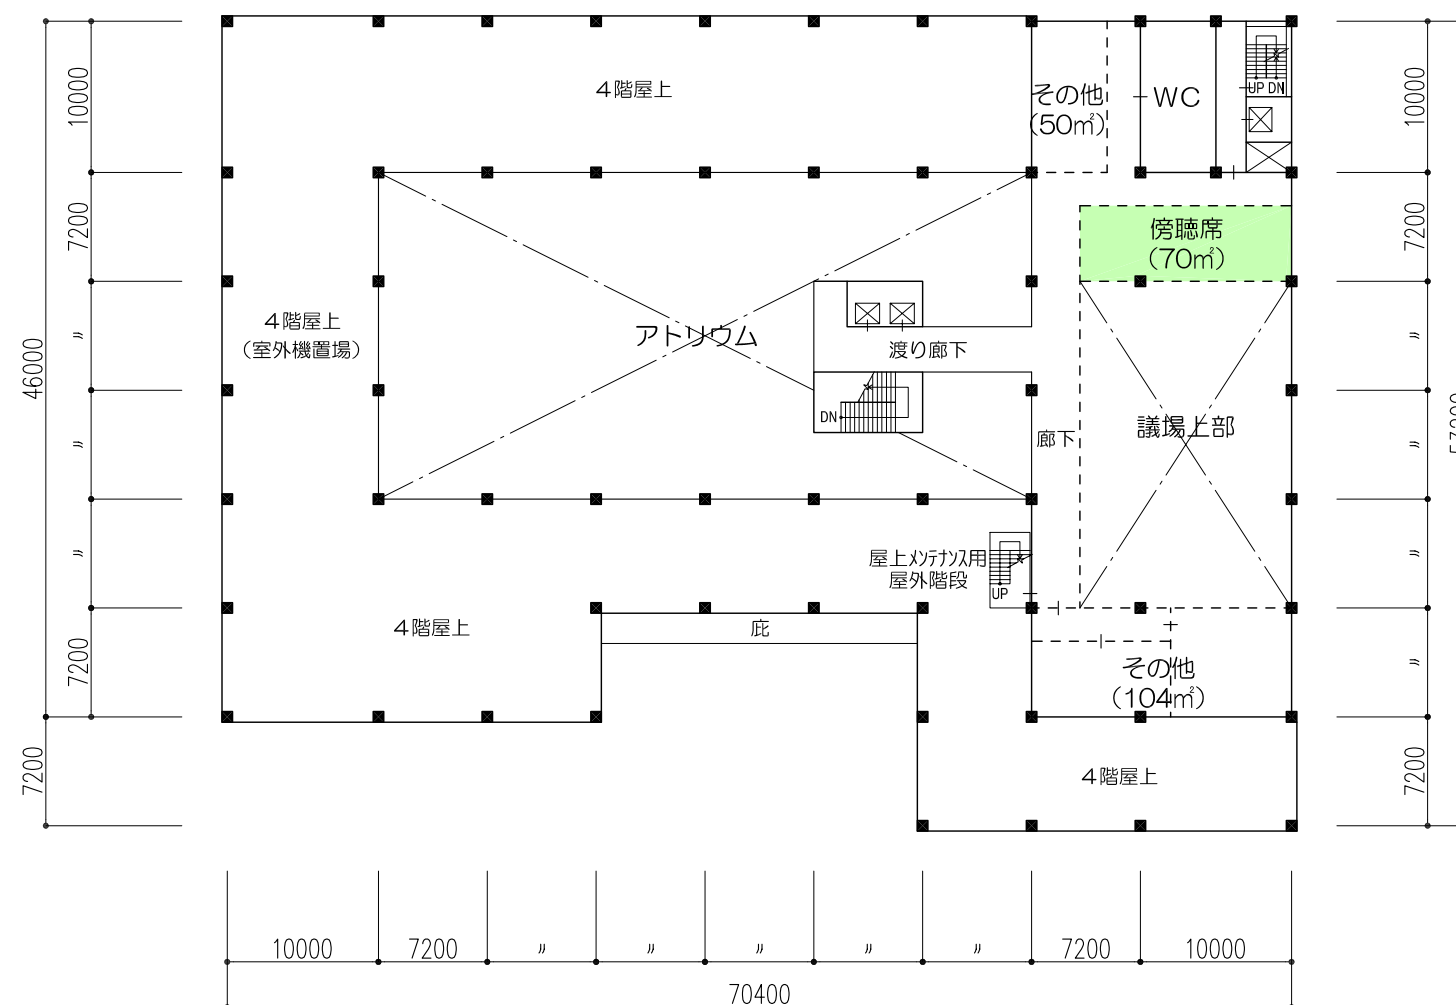 10000
7200
〃
〃
〃
7200
46000
7200
4階屋上
その他
(50㎡)
WC
UP DN
傍聴席
(70㎡)
4階屋上
(室外機置場)
アトリウム
渡り廊下
DN
廊下
議場上部
屋上メンテナンス用
屋外階段
UP
4階屋上
庇
その他
(104㎡)
4階屋上
10000
7200
〃
〃
〃
〃
7200
10000
7200
〃
〃
〃
〃
〃
7200
10000
70400